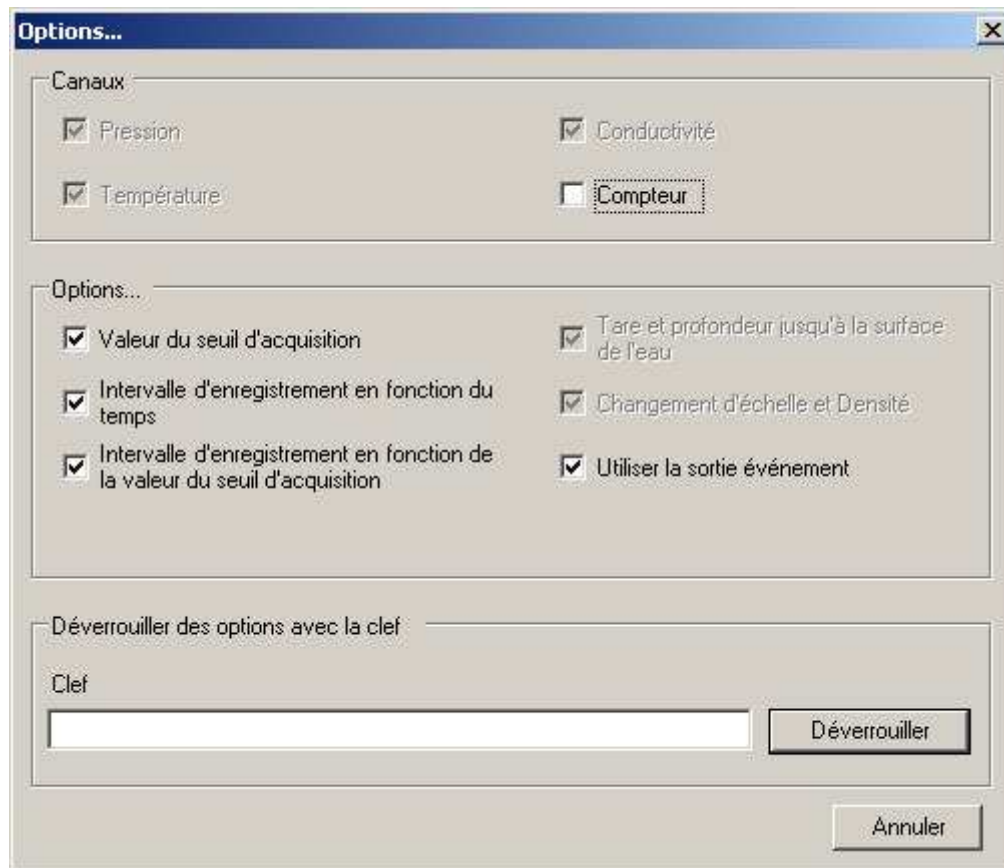 Options...
Canaux
Pression
Conductivité
Température
Compteur
Options...
Valeur du seuil d'acquisition
Tare et profondeur jusqu'à la surface
de l'eau
Intervalle d'enregistrement en fonction du
temps
Changement d'échelle et Densité
Intervalle d'enregistrement en fonction de
la valeur du seuil d'acquisition
Utiliser la sortie événement
Déverrouiller des options avec la clef
Clef
Déverrouiller
Annuler